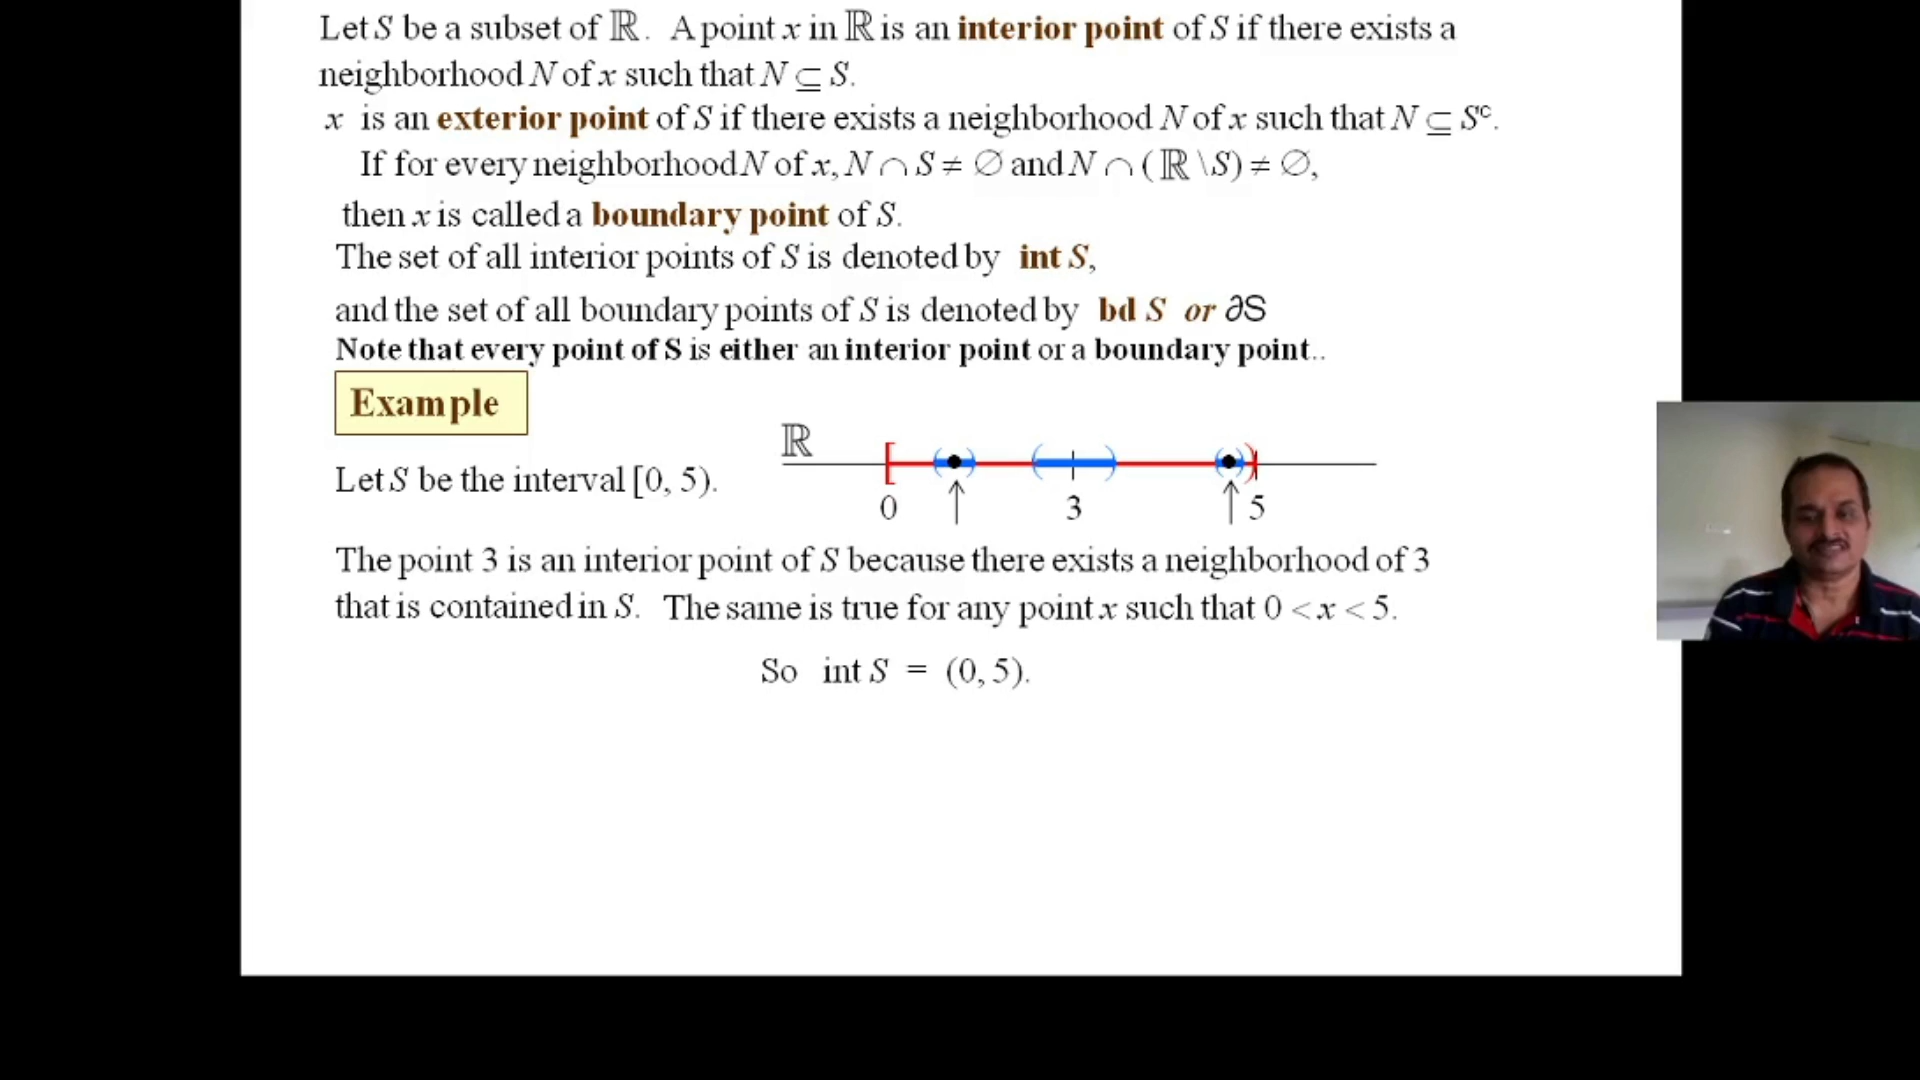 Let S be a subset of ℝ. A point x in ℝ is an interior point of S if there exists a
neighborhood N of x such that N ⊆ S.
x is an exterior point of S if there exists a neighborhood N of x such that N ⊆ Sᶜ.
If for every neighborhood N of x, N ∩ S ≠ ∅ and N ∩ (ℝ \ S) ≠ ∅,
then x is called a boundary point of S.
The set of all interior points of S is denoted by int S,
and the set of all boundary points of S is denoted by bd S or ∂S
Note that every point of S is either an interior point or a boundary point..
Example
ℝ
Let S be the interval [0, 5).
0 3 5
The point 3 is an interior point of S because there exists a neighborhood of 3
that is contained in S. The same is true for any point x such that 0 < x < 5.
So int S = (0, 5).